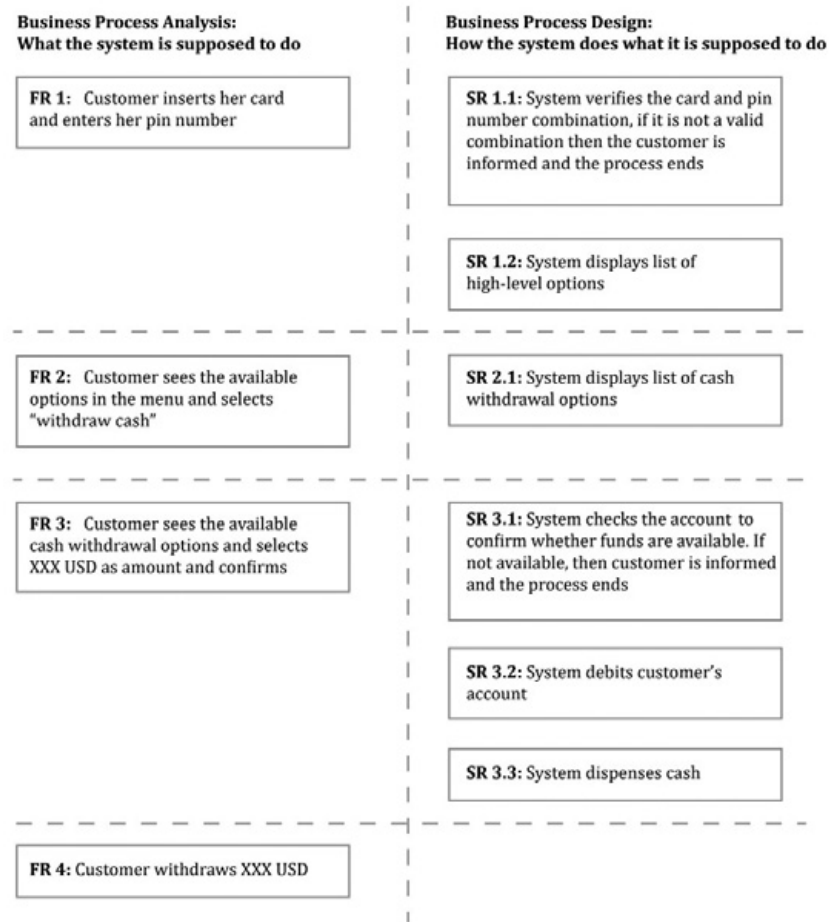 Business Process Analysis:
What the system is supposed to do
Business Process Design:
How the system does what it is supposed to do
FR 1: Customer inserts her card
and enters her pin number
SR 1.1: System verifies the card and pin
number combination, if it is not a valid
combination then the customer is
informed and the process ends
SR 1.2: System displays list of
high-level options
FR 2: Customer sees the available
options in the menu and selects
“withdraw cash”
SR 2.1: System displays list of cash
withdrawal options
FR 3: Customer sees the available
cash withdrawal options and selects
XXX USD as amount and confirms
SR 3.1: System checks the account to
confirm whether funds are available. If
not available, then customer is informed
and the process ends
SR 3.2: System debits customer’s
account
SR 3.3: System dispenses cash
FR 4: Customer withdraws XXX USD